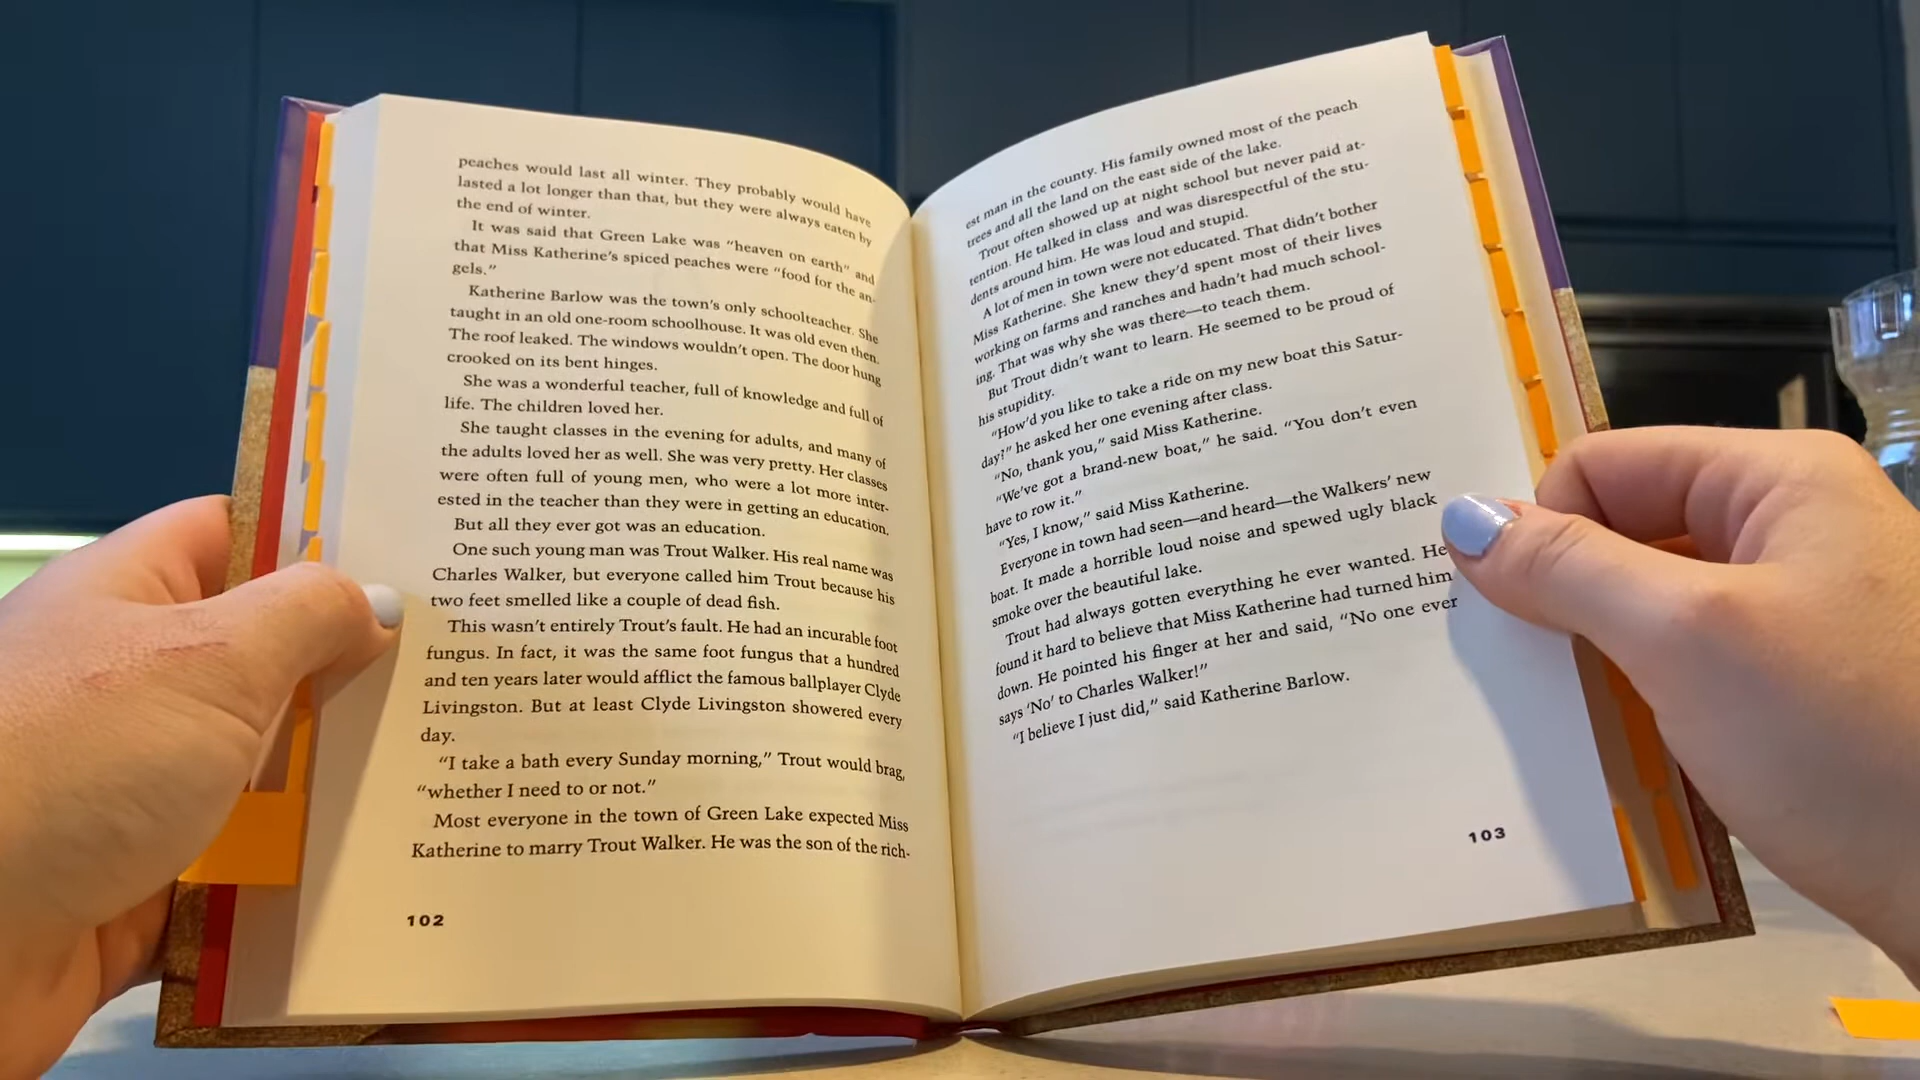 peaches would last all winter. They probably would have
lasted a lot longer than that, but they were always eaten by
the end of winter.
It was said that Green Lake was "heaven on earth" and
that Miss Katherine's spiced peaches were "food for the an-
gels."
Katherine Barlow was the town's only schoolteacher. She
taught in an old one-room schoolhouse. It was old even then.
The roof leaked. The windows wouldn't open. The door hung
crooked on its bent hinges.
She was a wonderful teacher, full of knowledge and full of
life. The children loved her.
She taught classes in the evening for adults, and many of
the adults loved her as well. She was very pretty. Her classes
were often full of young men, who were a lot more inter-
ested in the teacher than they were in getting an education.
But all they ever got was an education.
One such young man was Trout Walker. His real name was
Charles Walker, but everyone called him Trout because his
two feet smelled like a couple of dead fish.
This wasn't entirely Trout's fault. He had an incurable foot
fungus. In fact, it was the same foot fungus that a hundred
and ten years later would afflict the famous ballplayer Clyde
Livingston. But at least Clyde Livingston showered every
day.
"I take a bath every Sunday morning," Trout would brag,
"whether I need to or not."
Most everyone in the town of Green Lake expected Miss
Katherine to marry Trout Walker. He was the son of the rich-
102
est man in the county. His family owned most of the peach
trees and all the land on the east side of the lake.
Trout often showed up at night school but never paid at-
tention. He talked in class and was disrespectful of the stu-
dents around him. He was loud and stupid.
A lot of men in town were not educated. That didn't bother
Miss Katherine. She knew they'd spent most of their lives
working on farms and ranches and hadn't had much school-
ing. That was why she was there—to teach them.
But Trout didn't want to learn. He seemed to be proud of
his stupidity.
"How'd you like to take a ride on my new boat this Satur-
day?" he asked her one evening after class.
"No, thank you," said Miss Katherine.
"We've got a brand-new boat," he said. "You don't even
have to row it."
"Yes, I know," said Miss Katherine.
Everyone in town had seen—and heard—the Walkers' new
boat. It made a horrible loud noise and spewed ugly black
smoke over the beautiful lake.
Trout had always gotten everything he ever wanted. He
found it hard to believe that Miss Katherine had turned him
down. He pointed his finger at her and said, "No one ever
says 'No' to Charles Walker!"
"I believe I just did," said Katherine Barlow.
103